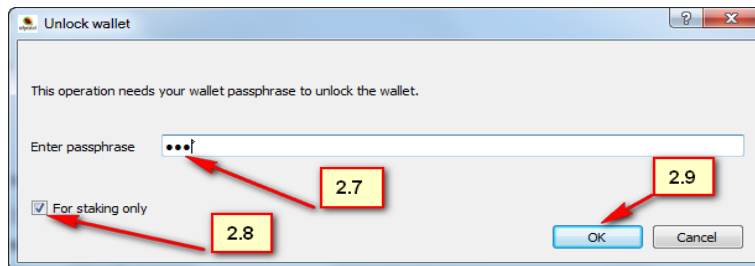 Unlock wallet
This operation needs your wallet passphrase to unlock the wallet.
Enter passphrase
2.7
2.9
For staking only
2.8
OK
Cancel